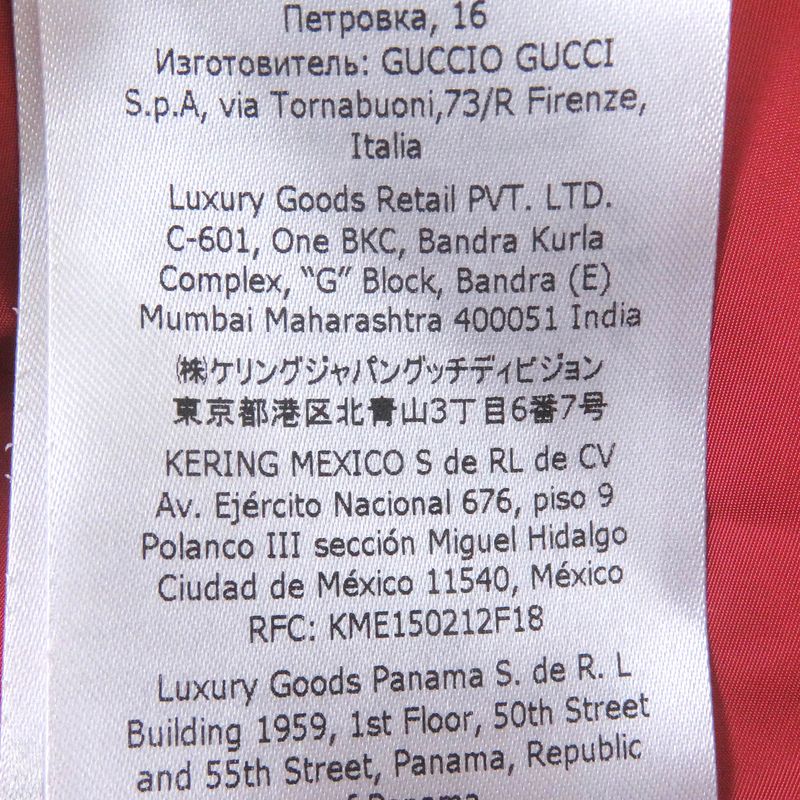 Петровка, 16
Изготовитель: GUCCIO GUCCI
S.p.A, via Tornabuoni,73/R Firenze,
Italia
Luxury Goods Retail PVT. LTD.
C-601, One BKC, Bandra Kurla
Complex, “G” Block, Bandra (E)
Mumbai Maharashtra 400051 India
㈱ケリングジャパングッチディビジョン
東京都港区北青山3丁目6番7号
KERING MEXICO S de RL de CV
Av. Ejército Nacional 676, piso 9
Polanco III sección Miguel Hidalgo
Ciudad de México 11540, México
RFC: KME150212F18
Luxury Goods Panama S. de R. L
Building 1959, 1st Floor, 50th Street
and 55th Street, Panama, Republic
of Panama